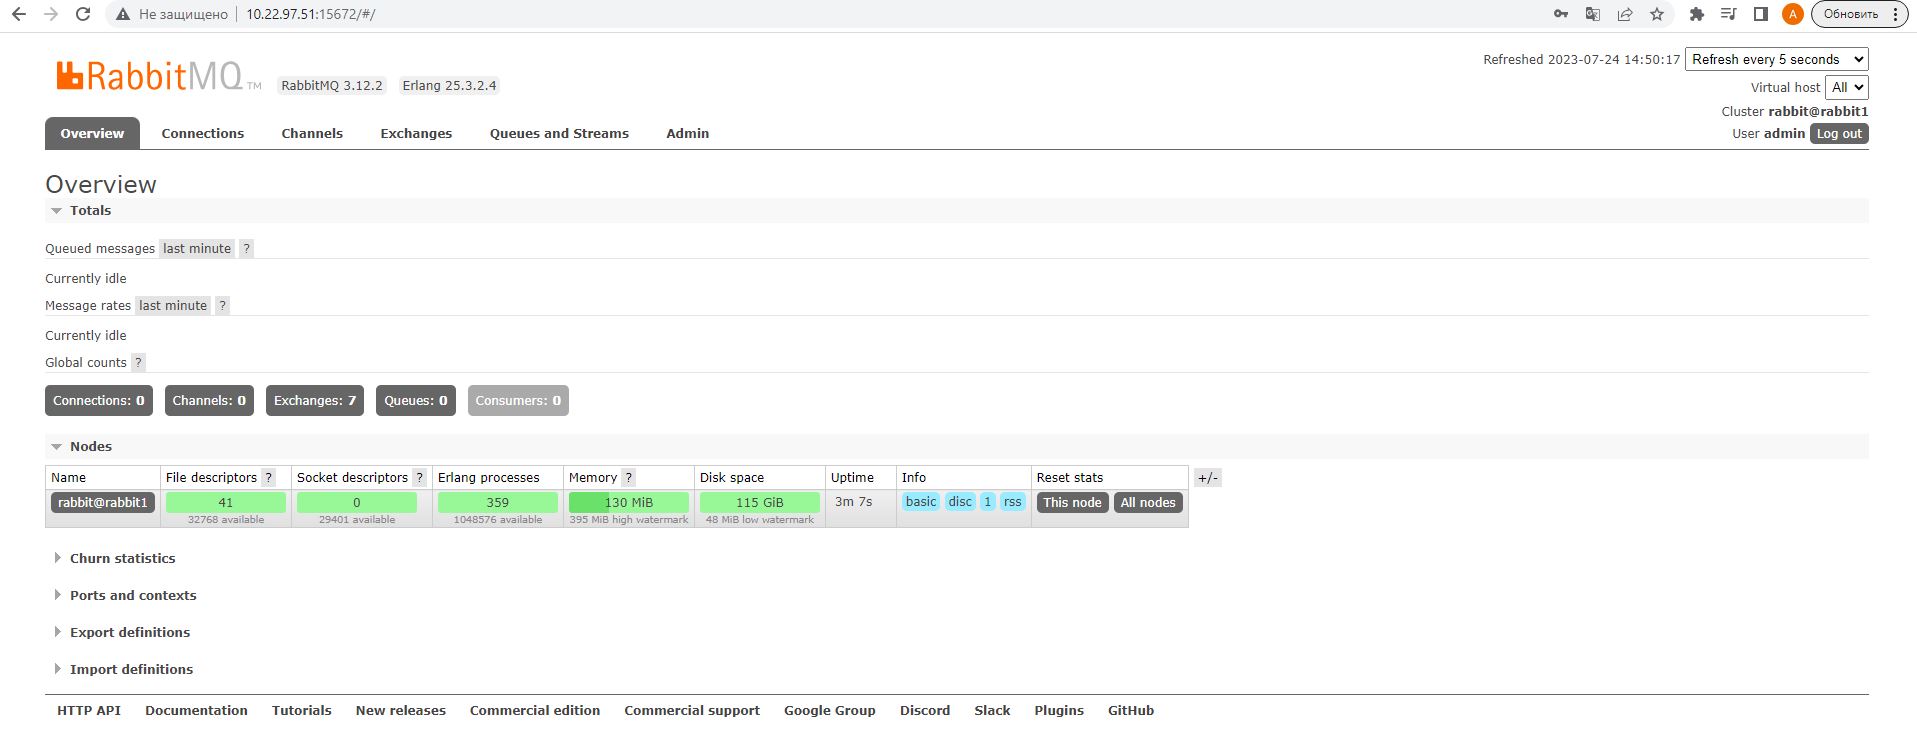 Не защищено 10.22.97.51:15672/#/ A Обновить
RabbitMQ TM RabbitMQ 3.12.2 Erlang 25.3.2.4
Refreshed 2023-07-24 14:50:17 Refresh every 5 seconds
Virtual host All
Cluster rabbit@rabbit1
User admin Log out
Overview Connections Channels Exchanges Queues and Streams Admin
Overview
Totals
Queued messages last minute ?
Currently idle
Message rates last minute ?
Currently idle
Global counts ?
Connections: 0 Channels: 0 Exchanges: 7 Queues: 0 Consumers: 0
Nodes
Name File descriptors ? Socket descriptors ? Erlang processes Memory ? Disk space Uptime Info Reset stats +/-
rabbit@rabbit1 41 0 359 130 MiB 115 GiB 3m 7s basic disc 1 rss This node All nodes
32768 available 29401 available 1048576 available 395 MiB high watermark 48 MiB low watermark
Churn statistics
Ports and contexts
Export definitions
Import definitions
HTTP API Documentation Tutorials New releases Commercial edition Commercial support Google Group Discord Slack Plugins GitHub